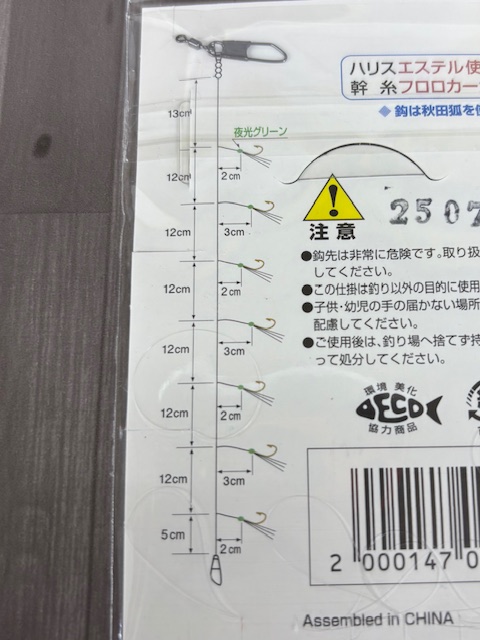 ハリスエステル使
幹 糸フロロカー
◆ 鈎は秋田狐を使
13cm
夜光グリーン
2cm
12cm
3cm
12cm
2cm
12cm
3cm
12cm
2cm
12cm
3cm
12cm
2cm
5cm
2507
注意
●鈎先は非常に危険です。取り扱
してください。
●この仕掛は釣り以外の目的に使用
●子供・幼児の手の届かない場所
配慮してください。
●ご使用後は、釣り場へ捨てず持
って処分してください。
環境 美化
ECO
協力商品
2 000147 0
Assembled in CHINA